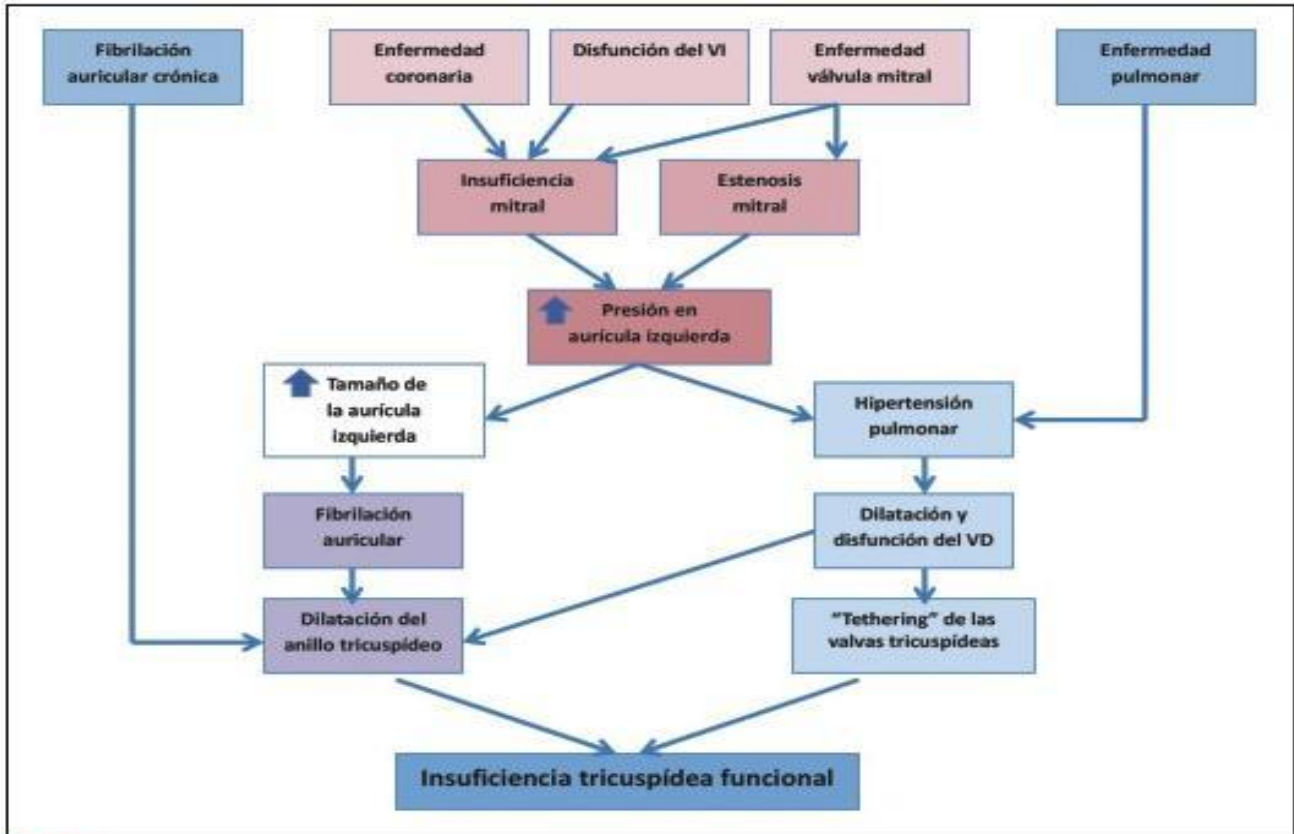 Fibrilación
auricular crónica
Enfermedad
coronaria
Disfunción del VI
Enfermedad
válvula mitral
Enfermedad
pulmonar
Insuficiencia
mitral
Estenosis
mitral
Presión en
aurícula izquierda
Tamaño de
la aurícula
izquierda
Hipertensión
pulmonar
Fibrilación
auricular
Dilatación y
disfunción del VD
Dilatación del
anillo tricuspídeo
“Tethering” de las
valvas tricuspídeas
Insuficiencia tricuspídea funcional